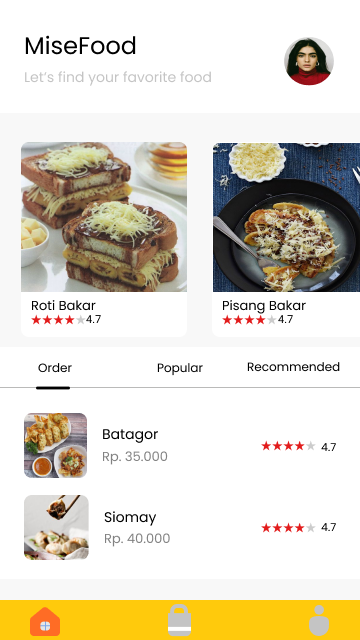 MiseFood
Let's find your favorite food
Roti Bakar
4.7
Pisang Bakar
4.7
Order
Popular
Recommended
Batagor
Rp. 35.000
4.7
Siomay
Rp. 40.000
4.7